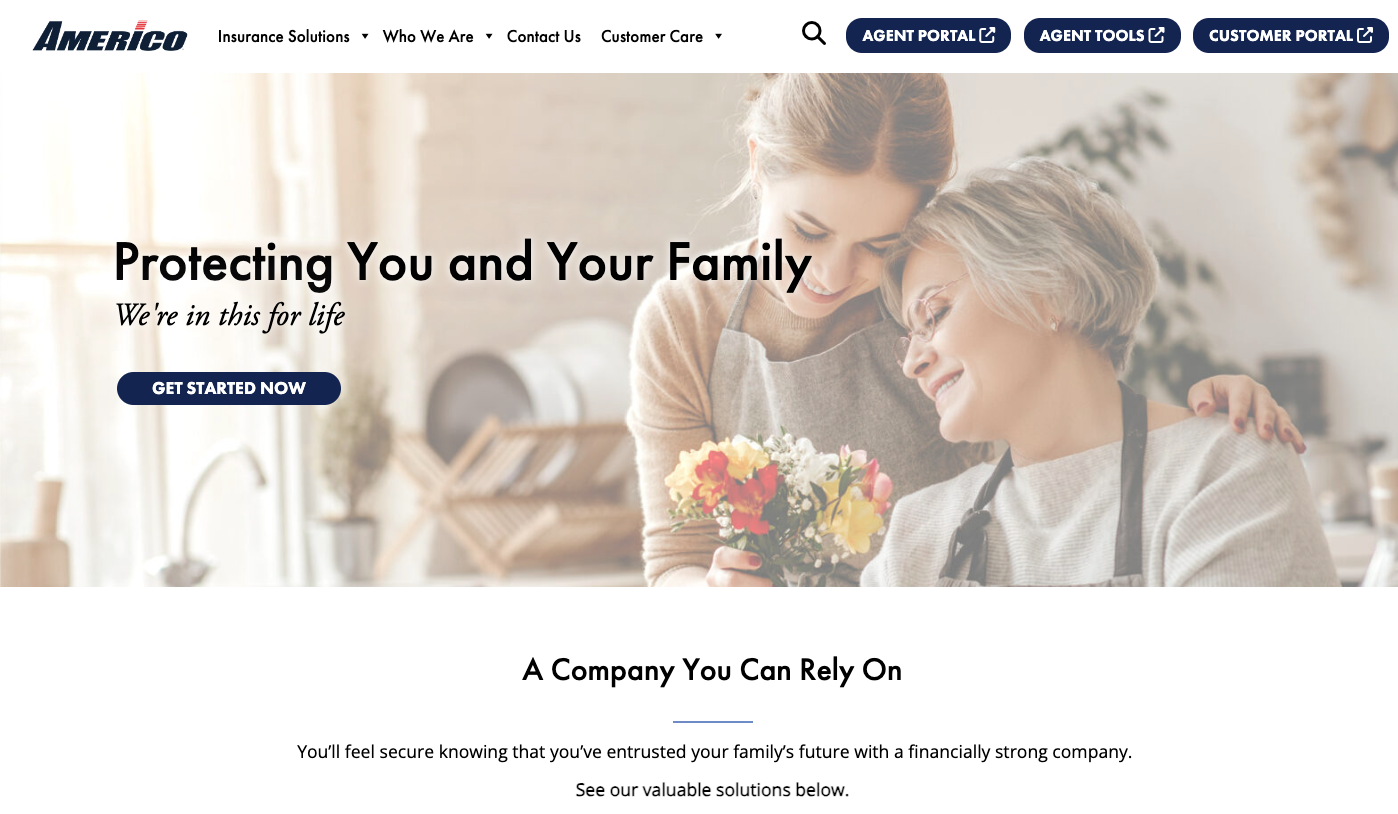 AMERICO
Insurance Solutions
Who We Are
Contact Us
Customer Care
AGENT PORTAL
AGENT TOOLS
CUSTOMER PORTAL
Protecting You and Your Family
We're in this for life
GET STARTED NOW
A Company You Can Rely On
You’ll feel secure knowing that you’ve entrusted your family’s future with a financially strong company.
See our valuable solutions below.